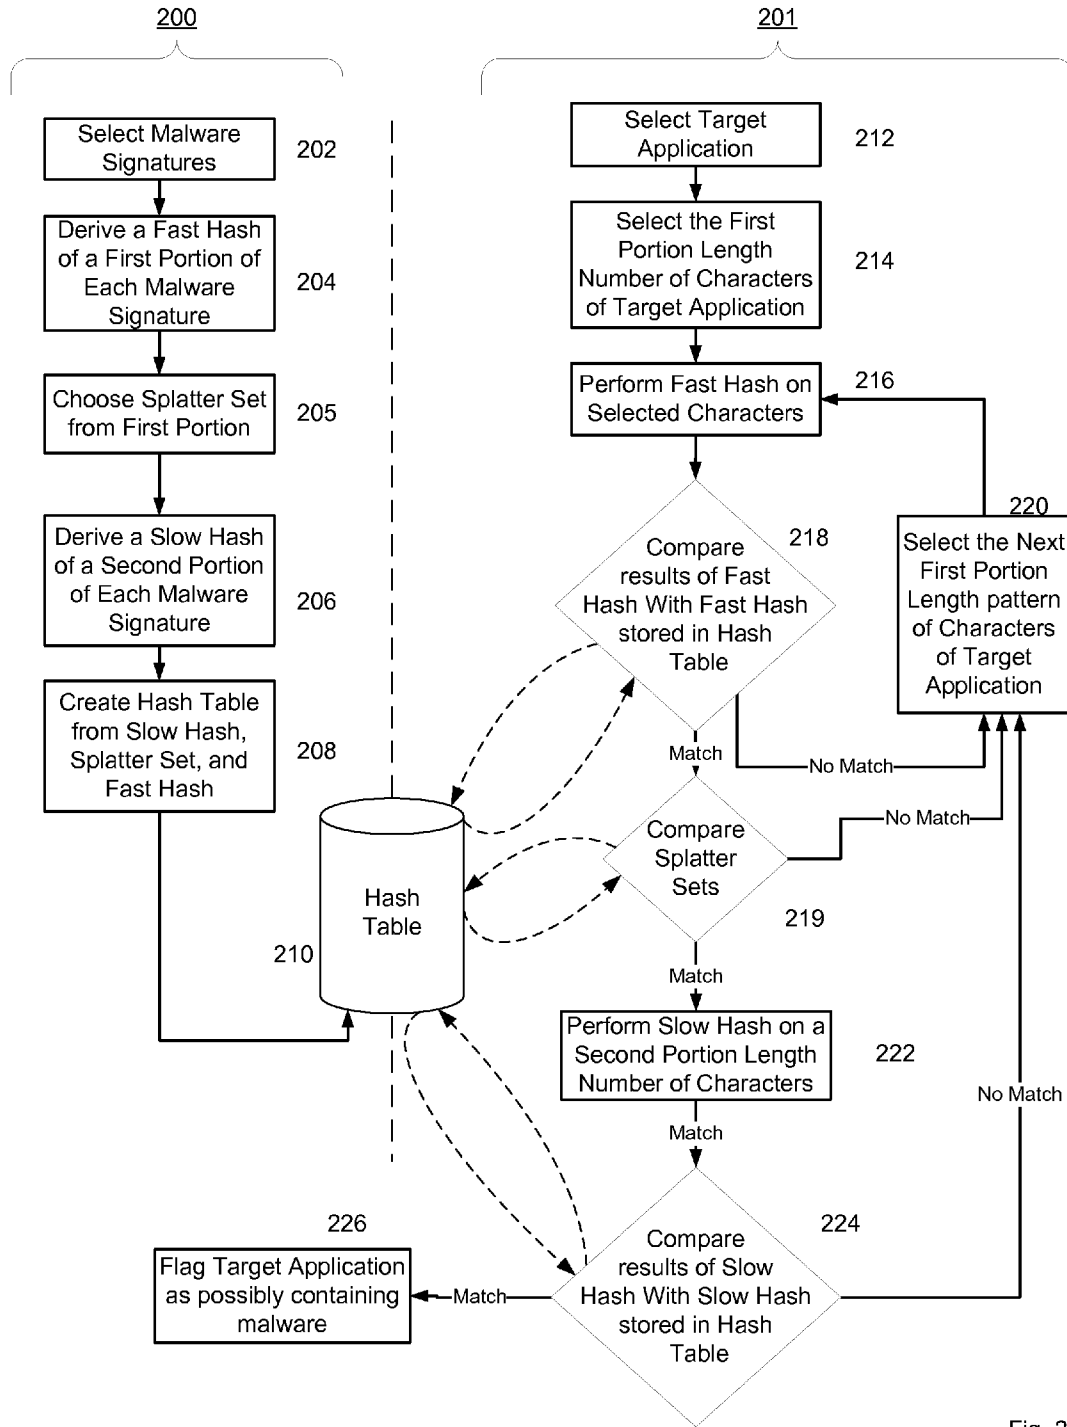 200
201
Select Malware
Signatures
202
Derive a Fast Hash
of a First Portion of
Each Malware
Signature
204
Choose Splatter Set
from First Portion
205
Derive a Slow Hash
of a Second Portion
of Each Malware
Signature
206
Create Hash Table
from Slow Hash,
Splatter Set, and
Fast Hash
208
Hash
Table
210
Select Target
Application
212
Select the First
Portion Length
Number of Characters
of Target Application
214
Perform Fast Hash on
Selected Characters
216
Compare
results of Fast
Hash With Fast Hash
stored in Hash
Table
218
220
Select the Next
First Portion
Length pattern
of Characters
of Target
Application
Match
No Match
Compare
Splatter
Sets
No Match
219
Match
Perform Slow Hash on a
Second Portion Length
Number of Characters
222
No Match
Match
Compare
results of Slow
Hash With Slow Hash
stored in Hash
Table
224
Match
226
Flag Target Application
as possibly containing
malware